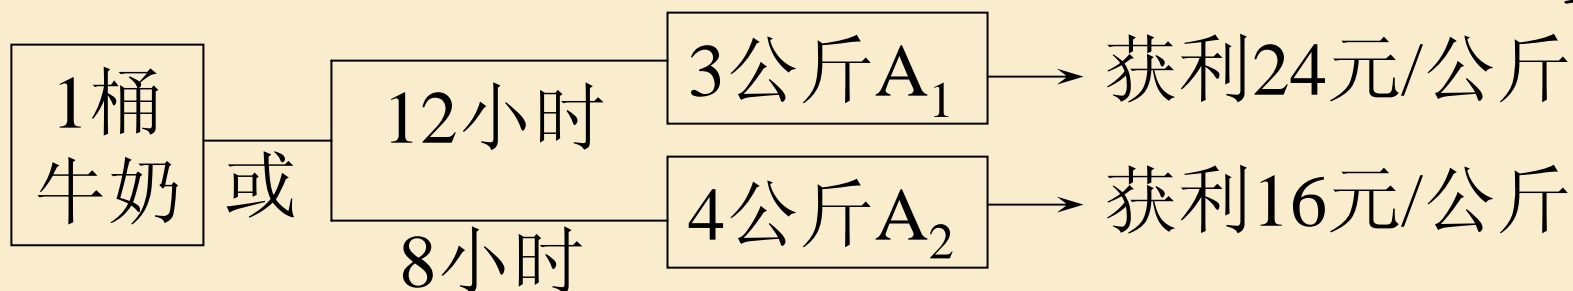 1桶
牛奶
或
12小时
8小时
3公斤A₁
获利24元/公斤
4公斤A₂
获利16元/公斤